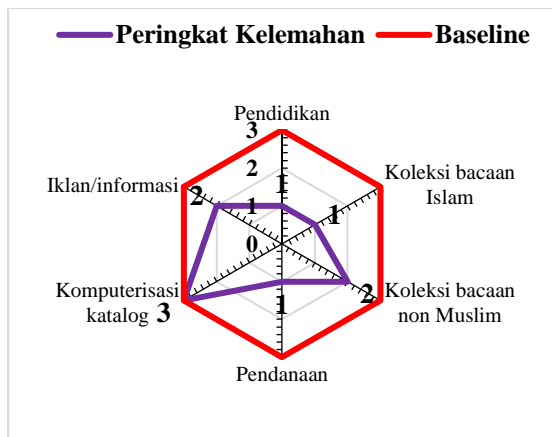 Peringkat Kelemahan Baseline
Pendidikan
3
2
1
1
0
Iklan/informasi
2
Koleksi bacaan
Islam
1
Komputerisasi
katalog 3
Koleksi bacaan
non Muslim
2
1
Pendanaan